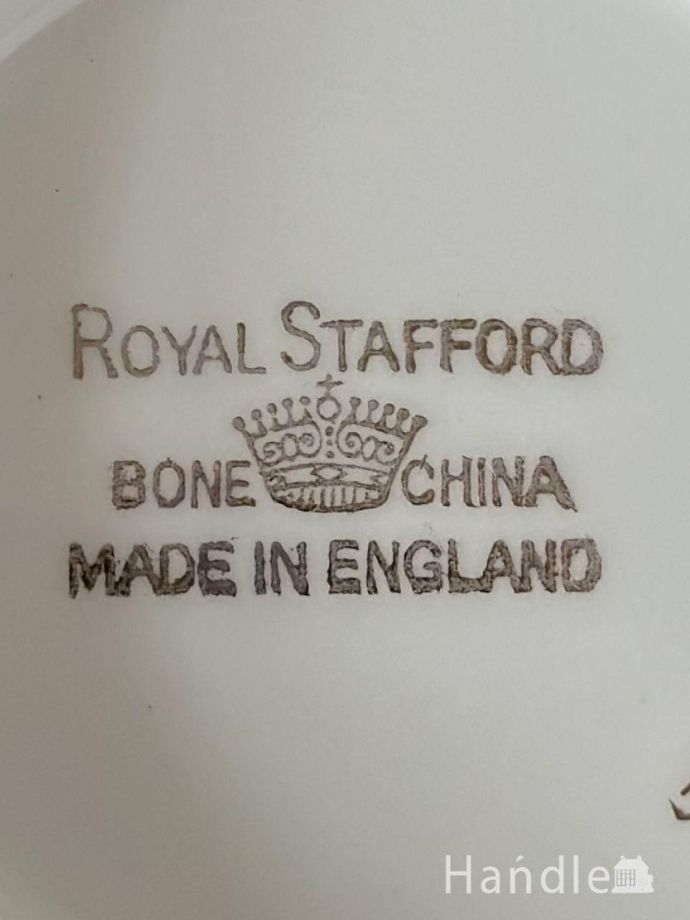 ROYAL STAFFORD
BONE CHINA
MADE IN ENGLAND
Handle